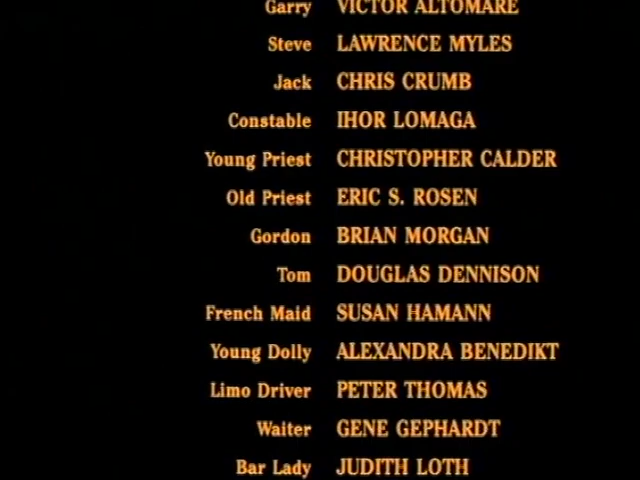 Garry VICTOR ALTOMARE
Steve LAWRENCE MYLES
Jack CHRIS CRUMB
Constable IHOR LOMAGA
Young Priest CHRISTOPHER CALDER
Old Priest ERIC S. ROSEN
Gordon BRIAN MORGAN
Tom DOUGLAS DENNISON
French Maid SUSAN HAMANN
Young Dolly ALEXANDRA BENEDIKT
Limo Driver PETER THOMAS
Waiter GENE GEPHARDT
Bar Lady JUDITH LOTH